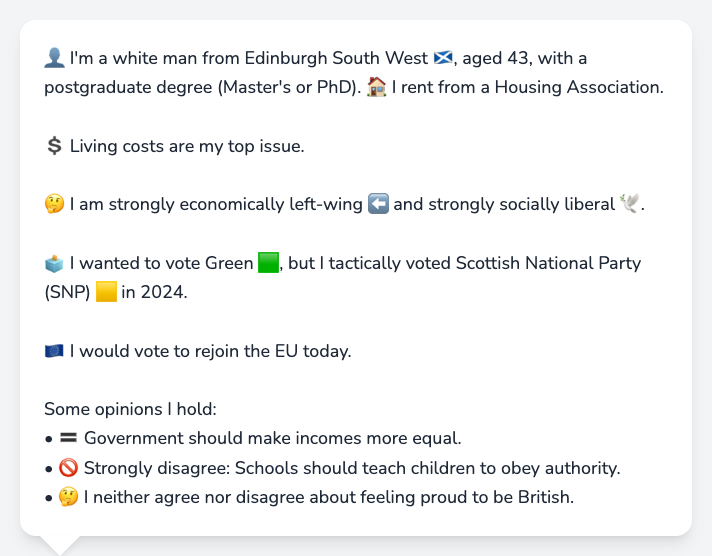 👤 I'm a white man from Edinburgh South West 🏴󠁧󠁢󠁳󠁣󠁴󠁿, aged 43, with a
postgraduate degree (Master's or PhD). 🏠 I rent from a Housing Association.
💲 Living costs are my top issue.
🤔 I am strongly economically left-wing ⬅️ and strongly socially liberal 🕊️.
🗳️ I wanted to vote Green 🟩, but I tactically voted Scottish National Party
(SNP) 🟨 in 2024.
🇪🇺 I would vote to rejoin the EU today.
Some opinions I hold:
• 🟰 Government should make incomes more equal.
• 🚫 Strongly disagree: Schools should teach children to obey authority.
• 🤔 I neither agree nor disagree about feeling proud to be British.